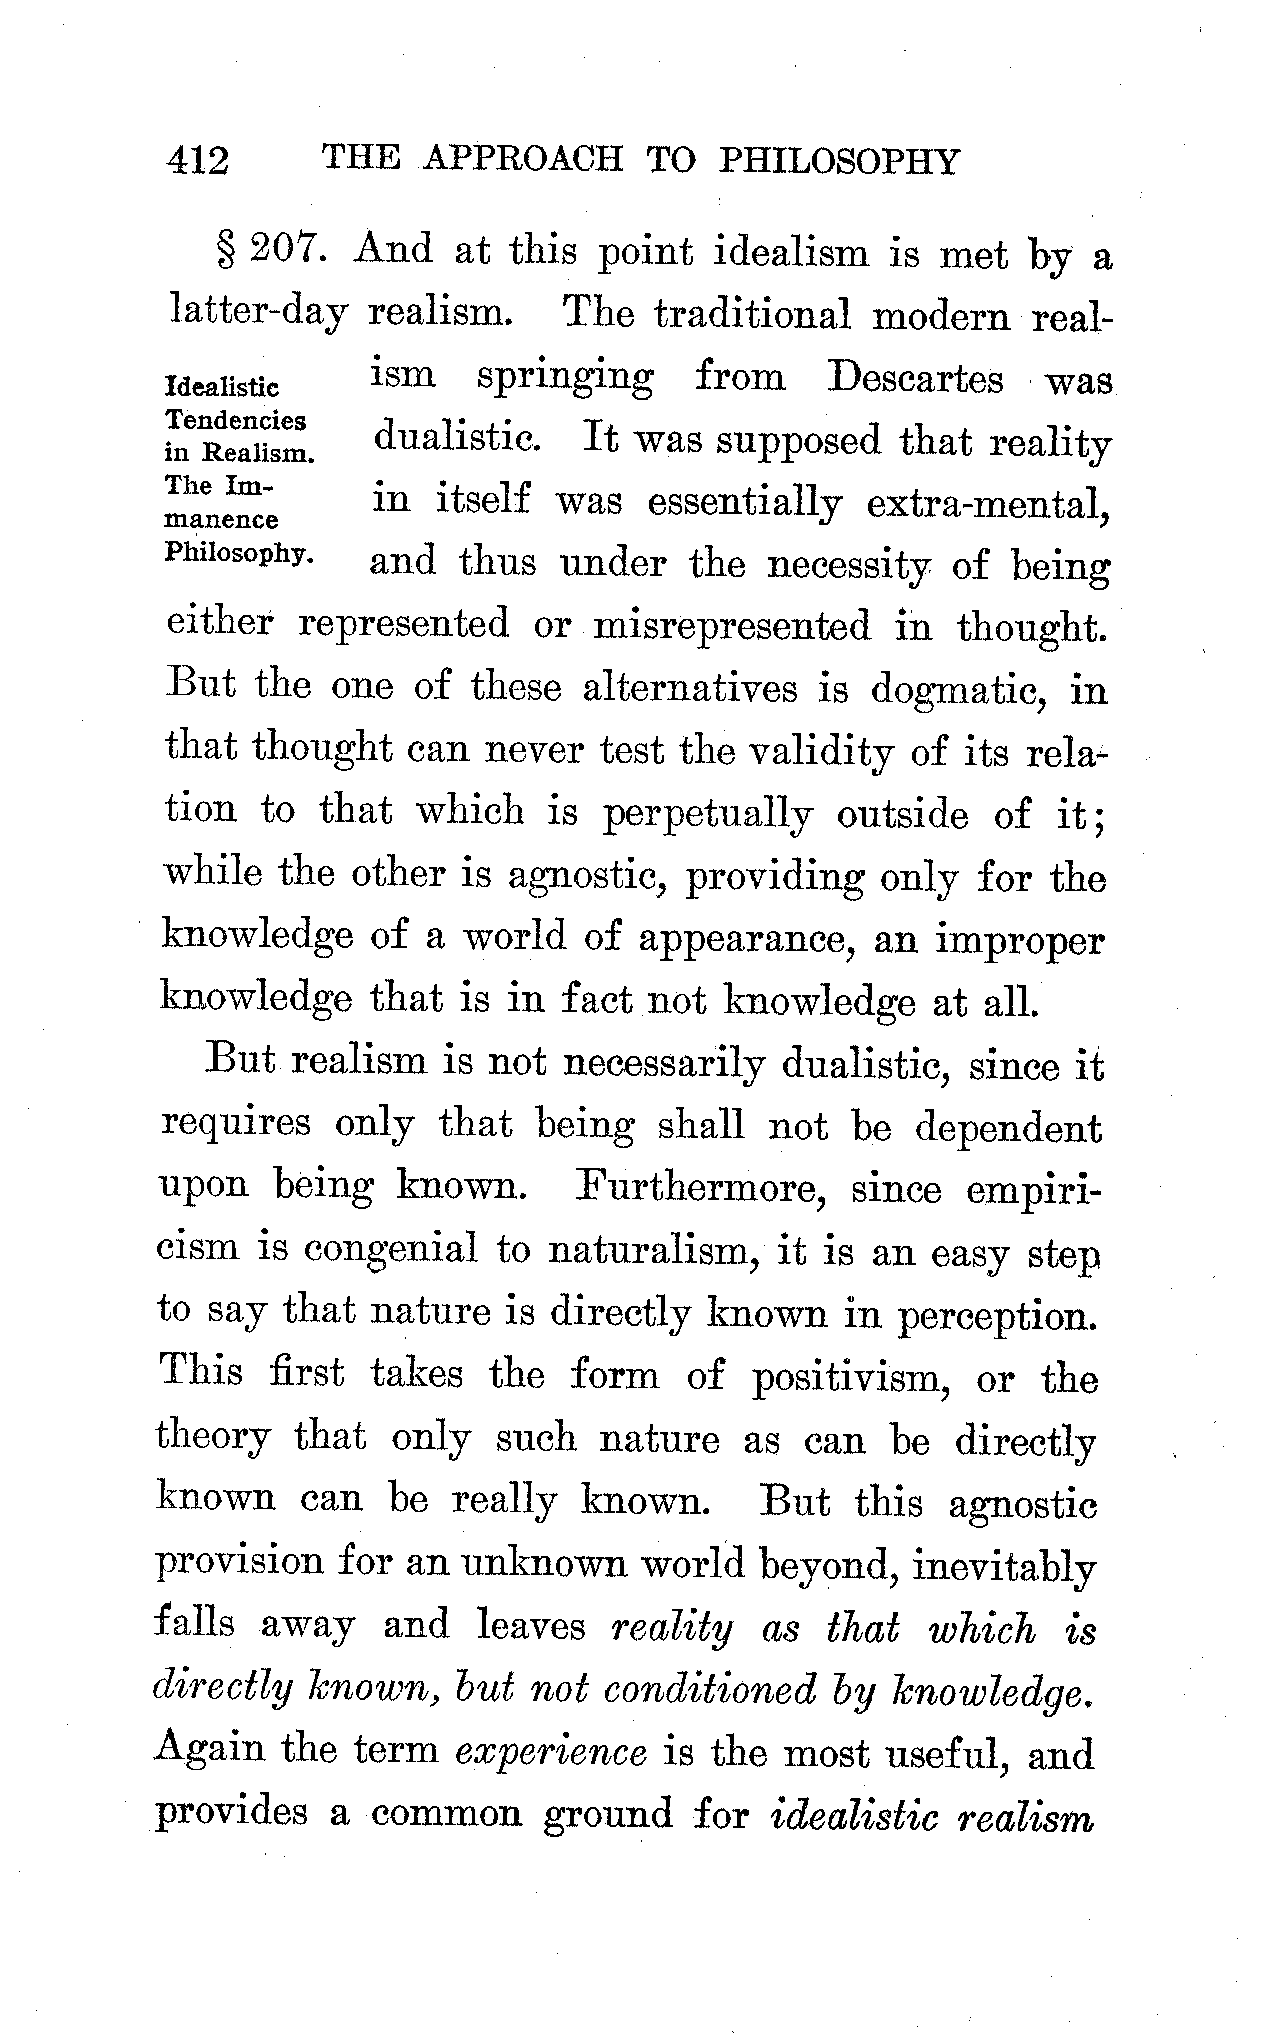 412 THE APPROACH TO PHILOSOPHY
§ 207. And at this point idealism is met by a
latter-day realism. The traditional modern real-
Idealistic
Tendencies
in Realism.
The Im-
manence
Philosophy.
ism springing from Descartes was
dualistic. It was supposed that reality
in itself was essentially extra-mental,
and thus under the necessity of being
either represented or misrepresented in thought.
But the one of these alternatives is dogmatic, in
that thought can never test the validity of its rela-
tion to that which is perpetually outside of it;
while the other is agnostic, providing only for the
knowledge of a world of appearance, an improper
knowledge that is in fact not knowledge at all.
But realism is not necessarily dualistic, since it
requires only that being shall not be dependent
upon being known. Furthermore, since empiri-
cism is congenial to naturalism, it is an easy step
to say that nature is directly known in perception.
This first takes the form of positivism, or the
theory that only such nature as can be directly
known can be really known. But this agnostic
provision for an unknown world beyond, inevitably
falls away and leaves reality as that which is
directly known, but not conditioned by knowledge.
Again the term experience is the most useful, and
provides a common ground for idealistic realism